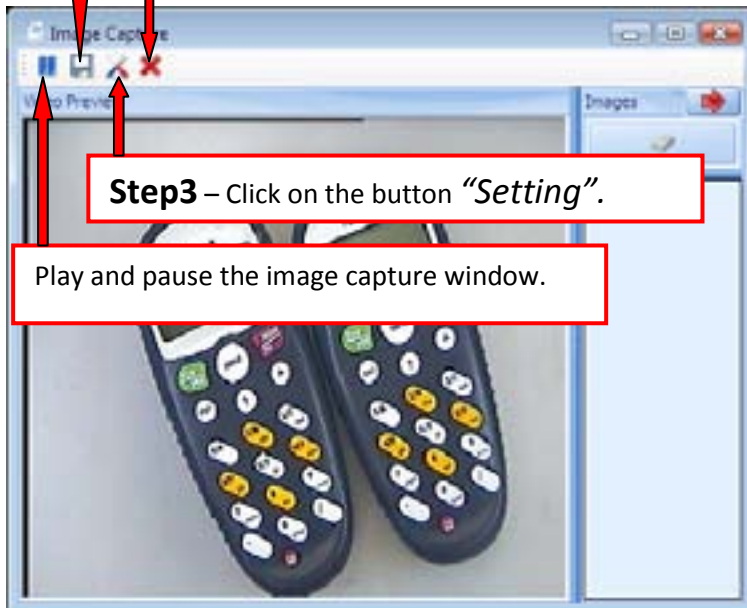 Image Capture
Video Preview
Images
Step3 – Click on the button “Setting”.
Play and pause the image capture window.